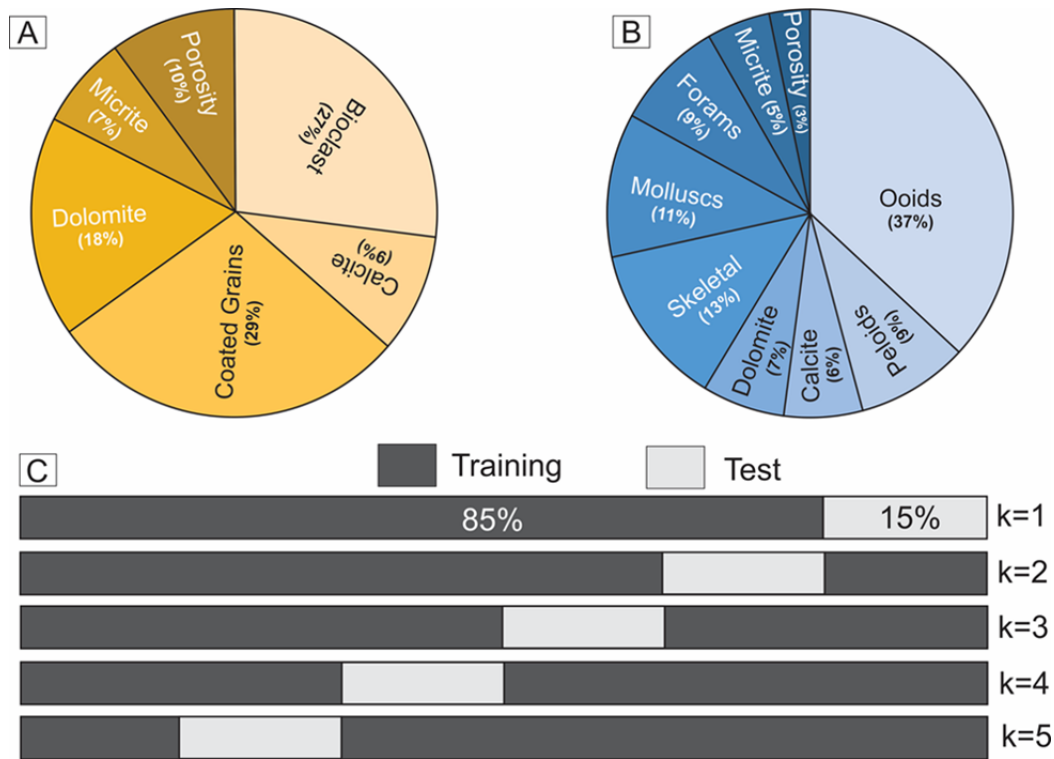 A
Porosity
(10%)
Bioclast
(27%)
Micrite
(7%)
Dolomite
(18%)
Calcite
(9%)
Coated Grains
(29%)
B
Porosity
(3%)
Micrite (5%)
Forams
(9%)
Ooids
(37%)
Molluscs
(11%)
Skeletal
(13%)
Dolomite
(7%)
Calcite
(6%)
Peloids
(9%)
C
Training
Test
85%
15%
k=1
k=2
k=3
k=4
k=5